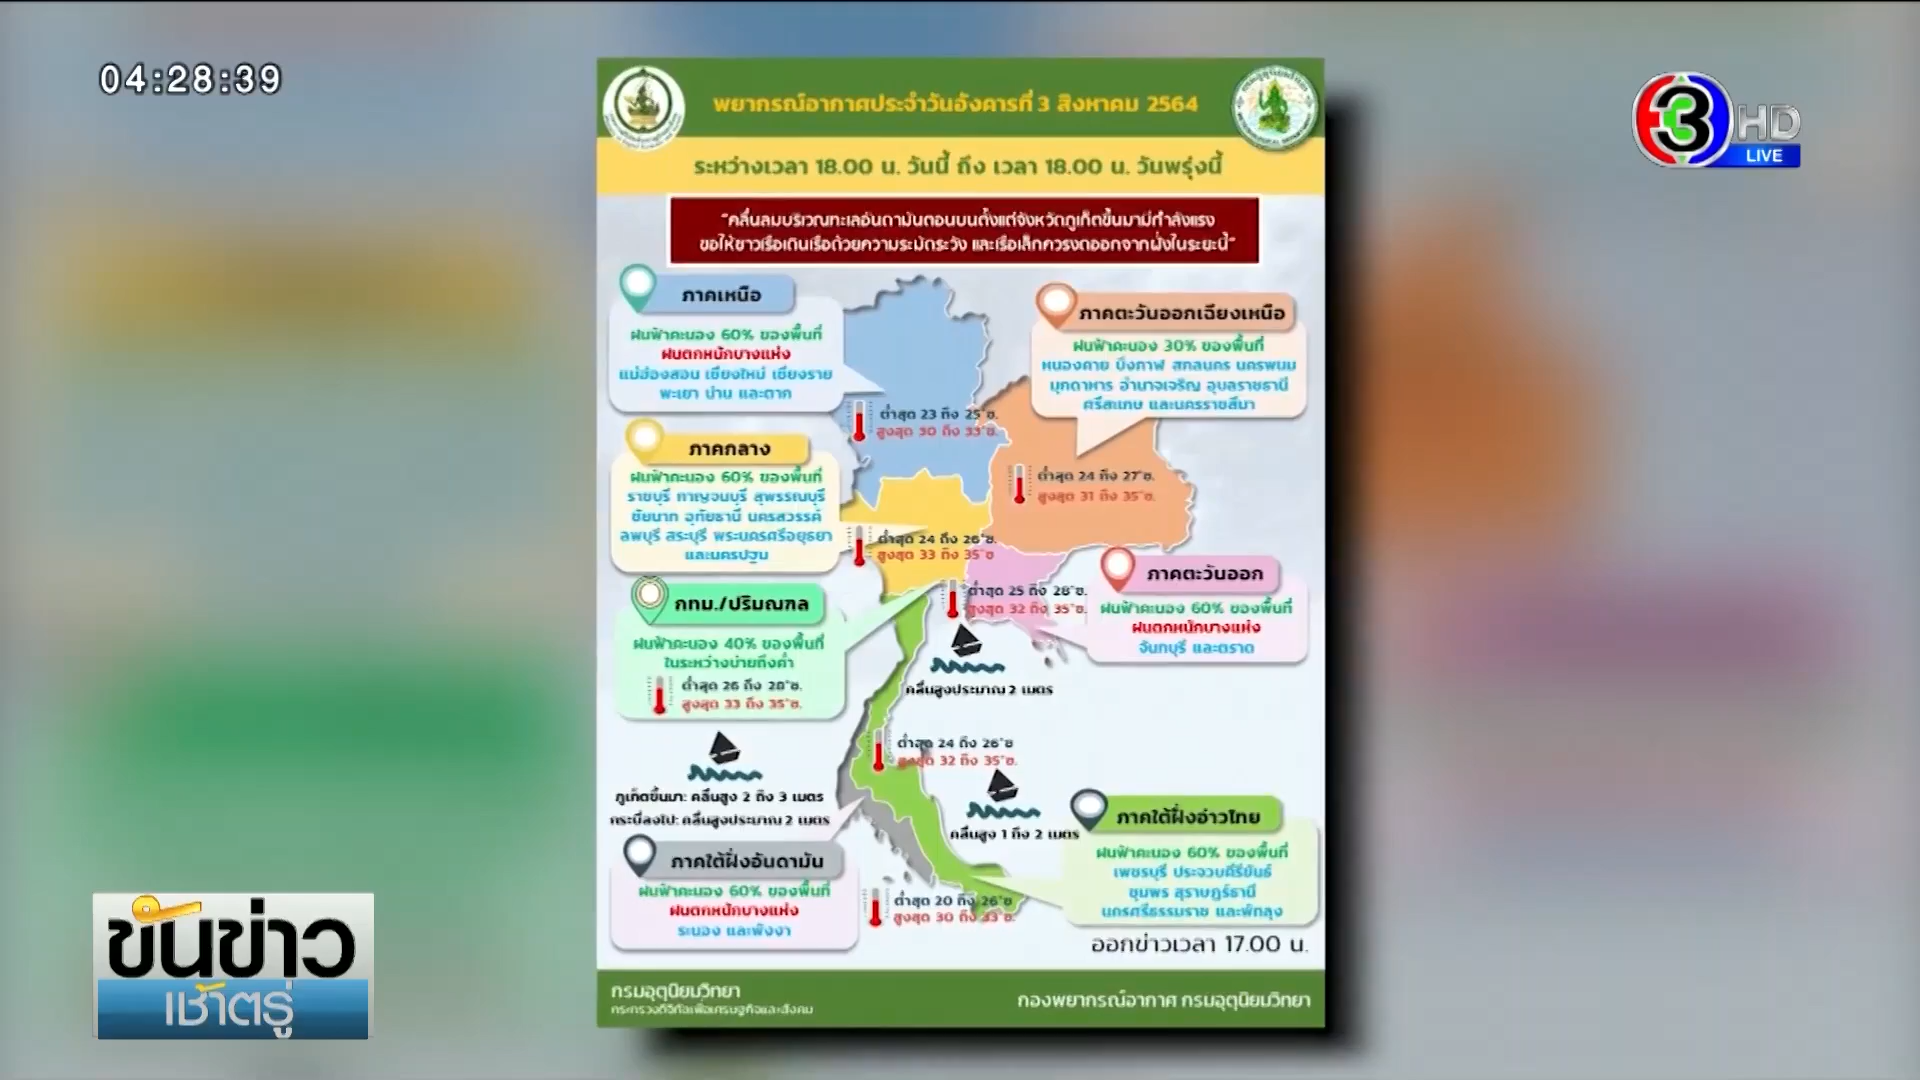 04:28:39
3 HD
LIVE
พยากรณ์อากาศประจำวันอังคารที่ 3 สิงหาคม 2564
ระหว่างเวลา 18.00 น. วันนี้ ถึง เวลา 18.00 น. วันพรุ่งนี้
"คลื่นลมบริเวณทะเลอันดามันตอนบนตั้งแต่จังหวัดภูเก็ตขึ้นมามีกำลังแรง
ขอให้ชาวเรือเดินเรือด้วยความระมัดระวัง และเรือเล็กควรงดออกจากฝั่งในระยะนี้"
ภาคเหนือ
ฝนฟ้าคะนอง 60% ของพื้นที่
ฝนตกหนักบางแห่ง
แม่ฮ่องสอน เชียงใหม่ เชียงราย
พะเยา น่าน และตาก
ต่ำสุด 23 ถึง 25°ซ.
สูงสุด 30 ถึง 33°ซ.
ภาคตะวันออกเฉียงเหนือ
ฝนฟ้าคะนอง 30% ของพื้นที่
หนองคาย บึงกาฬ สกลนคร นครพนม
มุกดาหาร อำนาจเจริญ อุบลราชธานี
ศรีสะเกษ และนครราชสีมา
ต่ำสุด 24 ถึง 27°ซ.
สูงสุด 31 ถึง 35°ซ.
ภาคกลาง
ฝนฟ้าคะนอง 60% ของพื้นที่
ราชบุรี กาญจนบุรี สุพรรณบุรี
ชัยนาท อุทัยธานี นครสวรรค์
ลพบุรี สระบุรี พระนครศรีอยุธยา
และนครปฐม
ต่ำสุด 24 ถึง 26°ซ.
สูงสุด 33 ถึง 35°ซ
ภาคตะวันออก
ฝนฟ้าคะนอง 60% ของพื้นที่
ฝนตกหนักบางแห่ง
จันทบุรี และตราด
ต่ำสุด 25 ถึง 28°ซ.
สูงสุด 32 ถึง 35°ซ.
คลื่นสูงประมาณ 2 เมตร
กทม./ปริมณฑล
ฝนฟ้าคะนอง 40% ของพื้นที่
ในระหว่างบ่ายถึงค่ำ
ต่ำสุด 26 ถึง 28°ซ.
สูงสุด 33 ถึง 35°ซ.
ต่ำสุด 24 ถึง 26°ซ
สูงสุด 32 ถึง 35°ซ.
คลื่นสูง 1 ถึง 2 เมตร
ภูเก็ตขึ้นมา: คลื่นสูง 2 ถึง 3 เมตร
กระบี่ลงไป: คลื่นสูงประมาณ 2 เมตร
ภาคใต้ฝั่งอ่าวไทย
ฝนฟ้าคะนอง 60% ของพื้นที่
เพชรบุรี ประจวบคีรีขันธ์
ชุมพร สุราษฎร์ธานี
นครศรีธรรมราช และพัทลุง
ภาคใต้ฝั่งอันดามัน
ฝนฟ้าคะนอง 60% ของพื้นที่
ฝนตกหนักบางแห่ง
ระนอง และพังงา
ต่ำสุด 20 ถึง 26°ซ
สูงสุด 30 ถึง 33°ซ.
ออกข่าวเวลา 17.00 น.
กรมอุตุนิยมวิทยา
กระทรวงดิจิทัลเพื่อเศรษฐกิจและสังคม
กองพยากรณ์อากาศ กรมอุตุนิยมวิทยา
ขันข่าว
เช้าตรู่